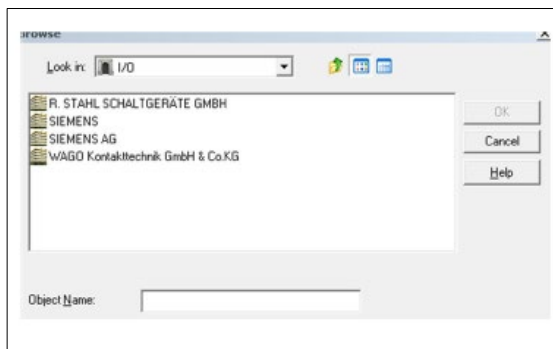 Browse
Look in: I/O
R. STAHL SCHALTGERÄTE GMBH
SIEMENS
SIEMENS AG
WAGO Kontakttechnik GmbH & Co.KG
OK
Cancel
Help
Object Name: